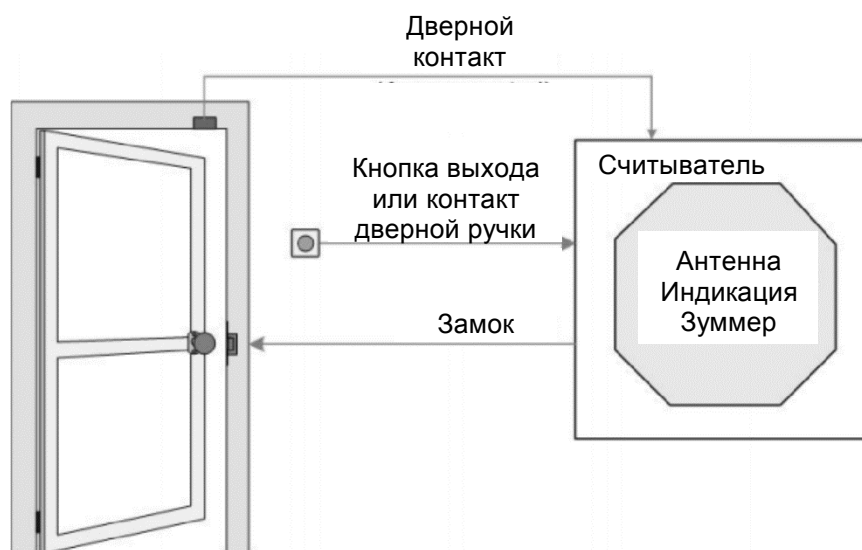 Дверной
контакт
Считыватель
Кнопка выхода
или контакт
дверной ручки
Антенна
Индикация
Зуммер
Замок